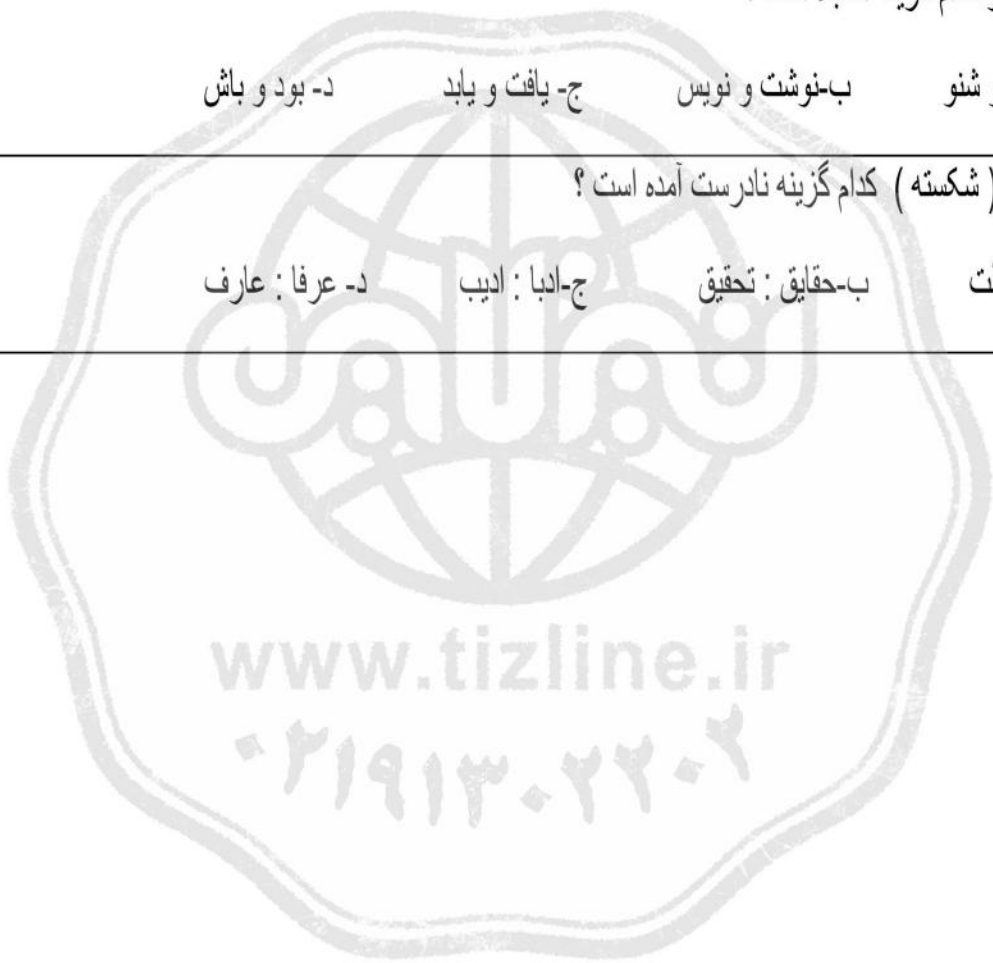 شنو ب-نوشت و نویس ج- یافت و یابد د- بود و باش
( شکسته ) کدام گزینه نادرست آمده است ؟
ب-حقایق : تحقیق ج-ادبا : ادیب د- عرفا : عارف
www.tizline.ir
۰۲۱۹۱۳۰۲۲۰۲